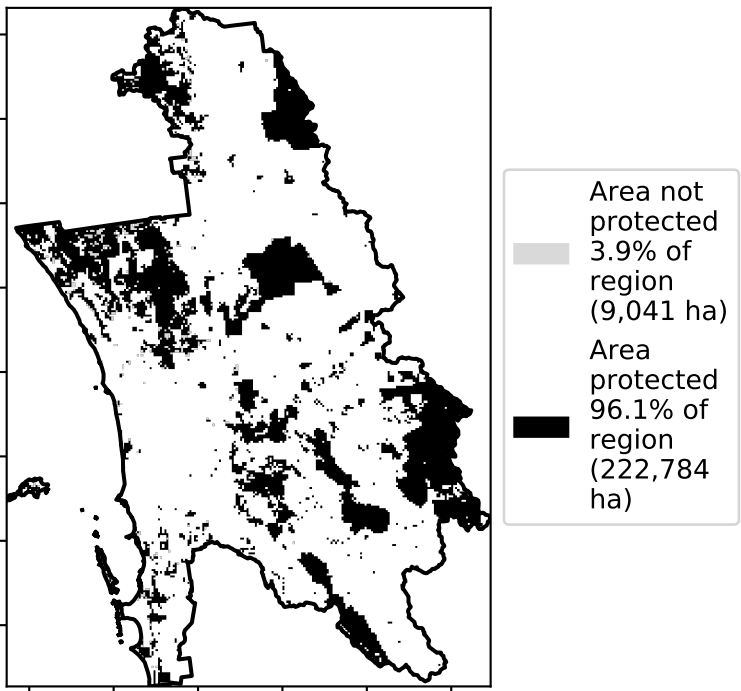 Area not
protected
3.9% of
region
(9,041 ha)
Area
protected
96.1% of
region
(222,784
ha)